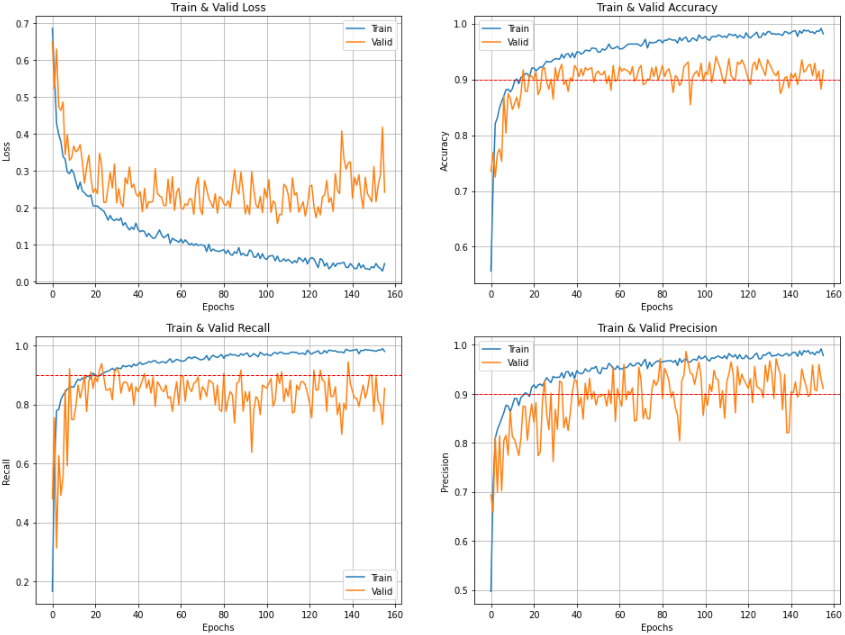 Train & Valid Loss
0.7
0.6
0.5
0.4
0.3
0.2
0.1
0.0
Loss
0 20 40 60 80 100 120 140 160
Epochs
Train
Valid
Train & Valid Accuracy
1.0
0.9
0.8
0.7
0.6
Accuracy
0 20 40 60 80 100 120 140 160
Epochs
Train
Valid
Train & Valid Recall
1.0
0.8
0.6
0.4
0.2
Recall
0 20 40 60 80 100 120 140 160
Epochs
Train
Valid
Train & Valid Precision
1.0
0.9
0.8
0.7
0.6
0.5
Precision
0 20 40 60 80 100 120 140 160
Epochs
Train
Valid